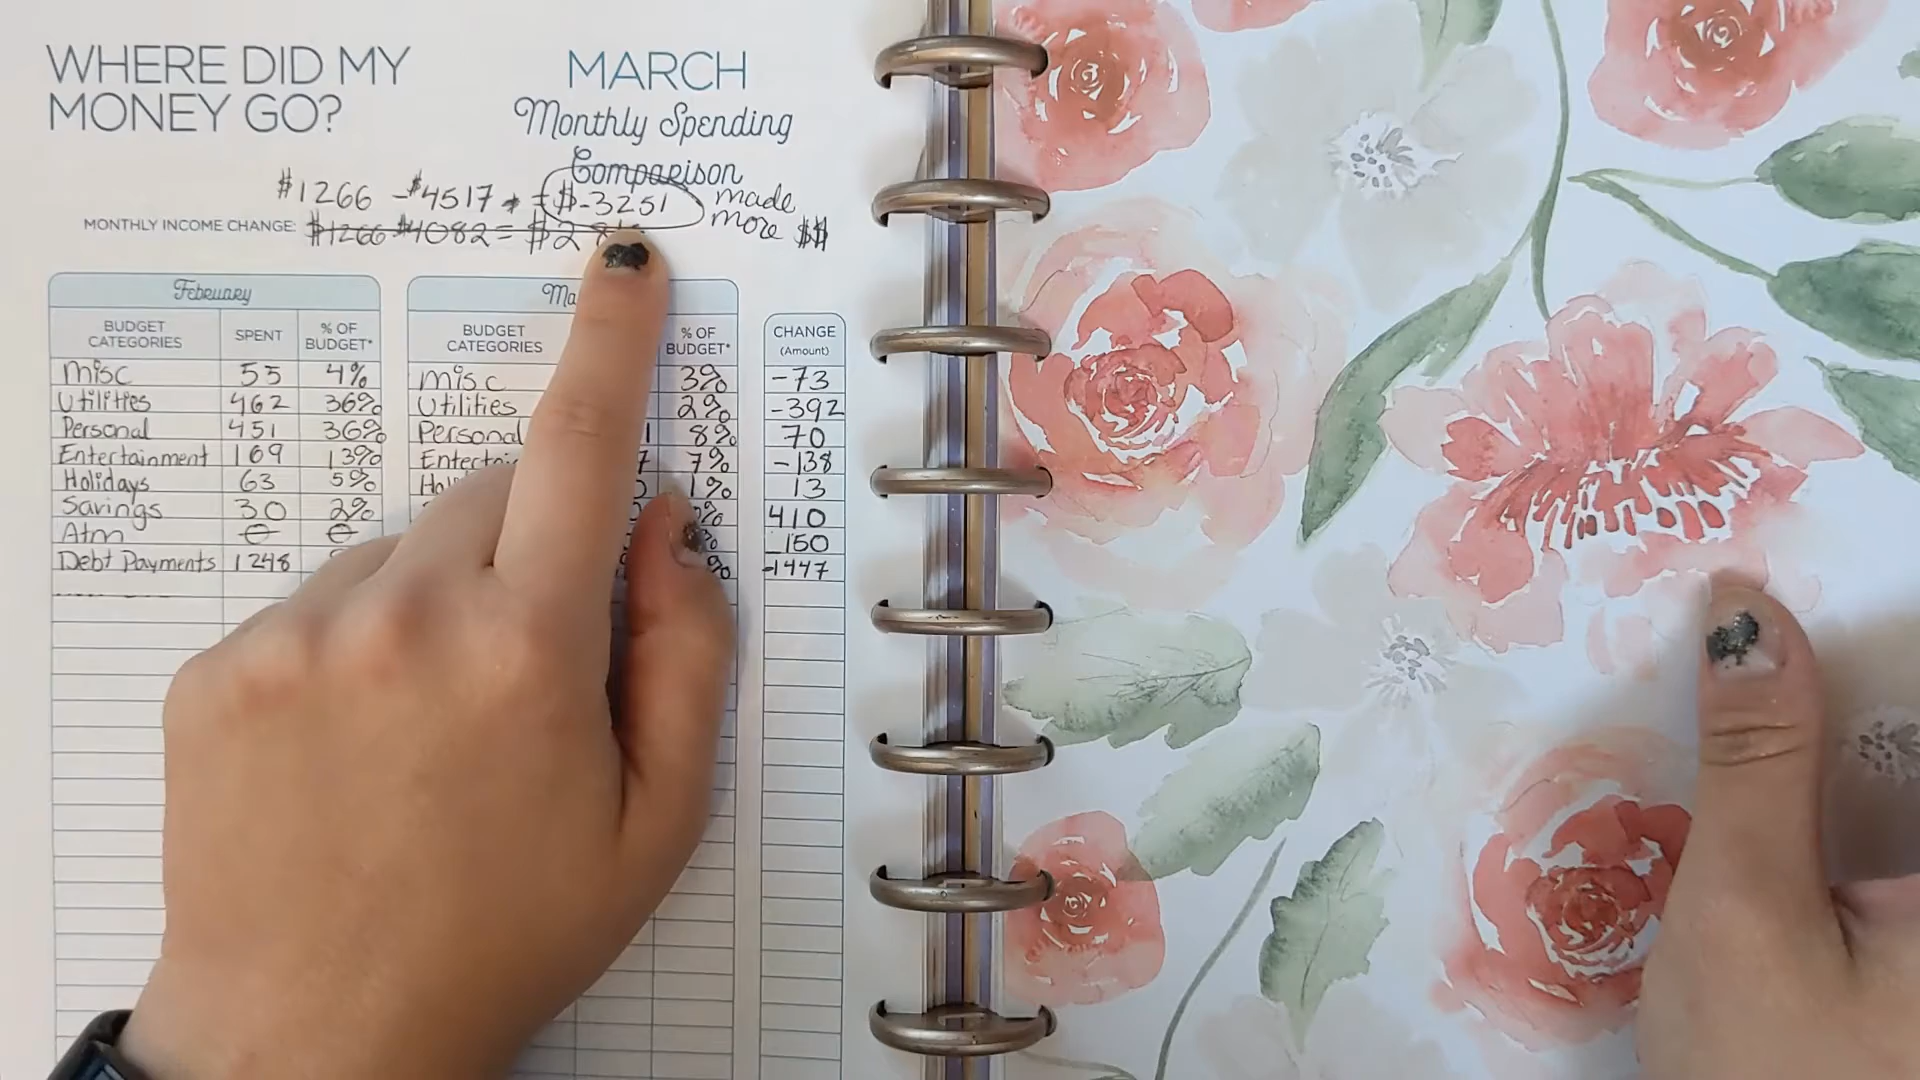 WHERE DID MY
MONEY GO?
MARCH
Monthly Spending
Comparison
$1266 - $4517 = $-3251 made more $$
MONTHLY INCOME CHANGE: $1266 - $4082 = $2
February
BUDGET CATEGORIES SPENT % OF BUDGET*
Misc 55 4%
Utilities 462 36%
Personal 451 36%
Entertainment 169 13%
Holidays 63 5%
Savings 30 2%
Atm 0 0
Debt Payments 1248
BUDGET CATEGORIES % OF BUDGET*
Misc 3%
Utilities 2%
Personal 8%
7%
1%
CHANGE
(Amount)
-73
-392
70
-138
13
410
-150
-1447